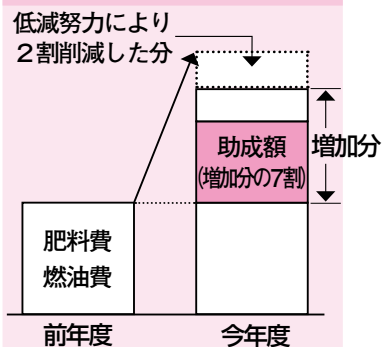 低減努力により
２割削減した分
助成額
(増加分の7割)
増加分
肥料費
燃油費
前年度
今年度